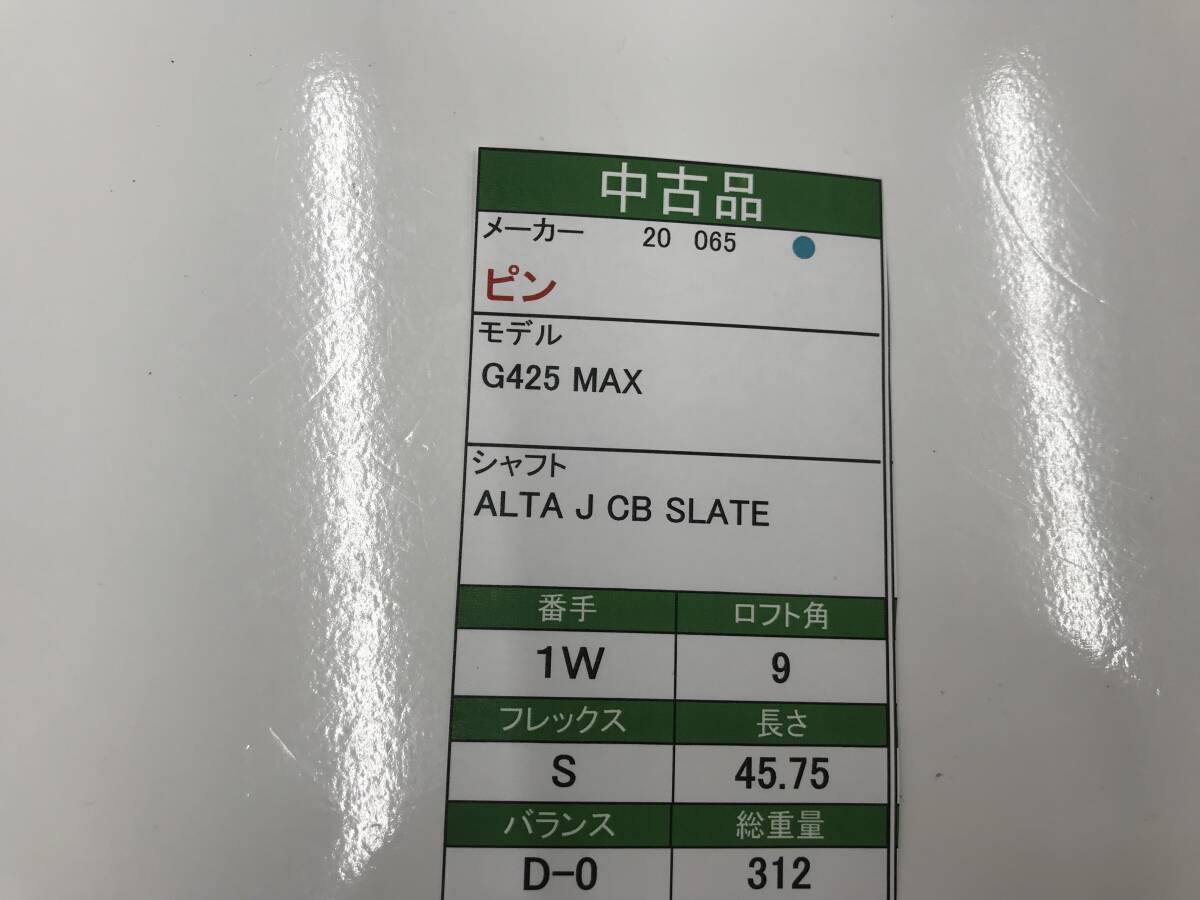 中古品
メーカー 20 065
ピン
モデル
G425 MAX
シャフト
ALTA J CB SLATE
番手 ロフト角
1W 9
フレックス 長さ
S 45.75
バランス 総重量
D-0 312